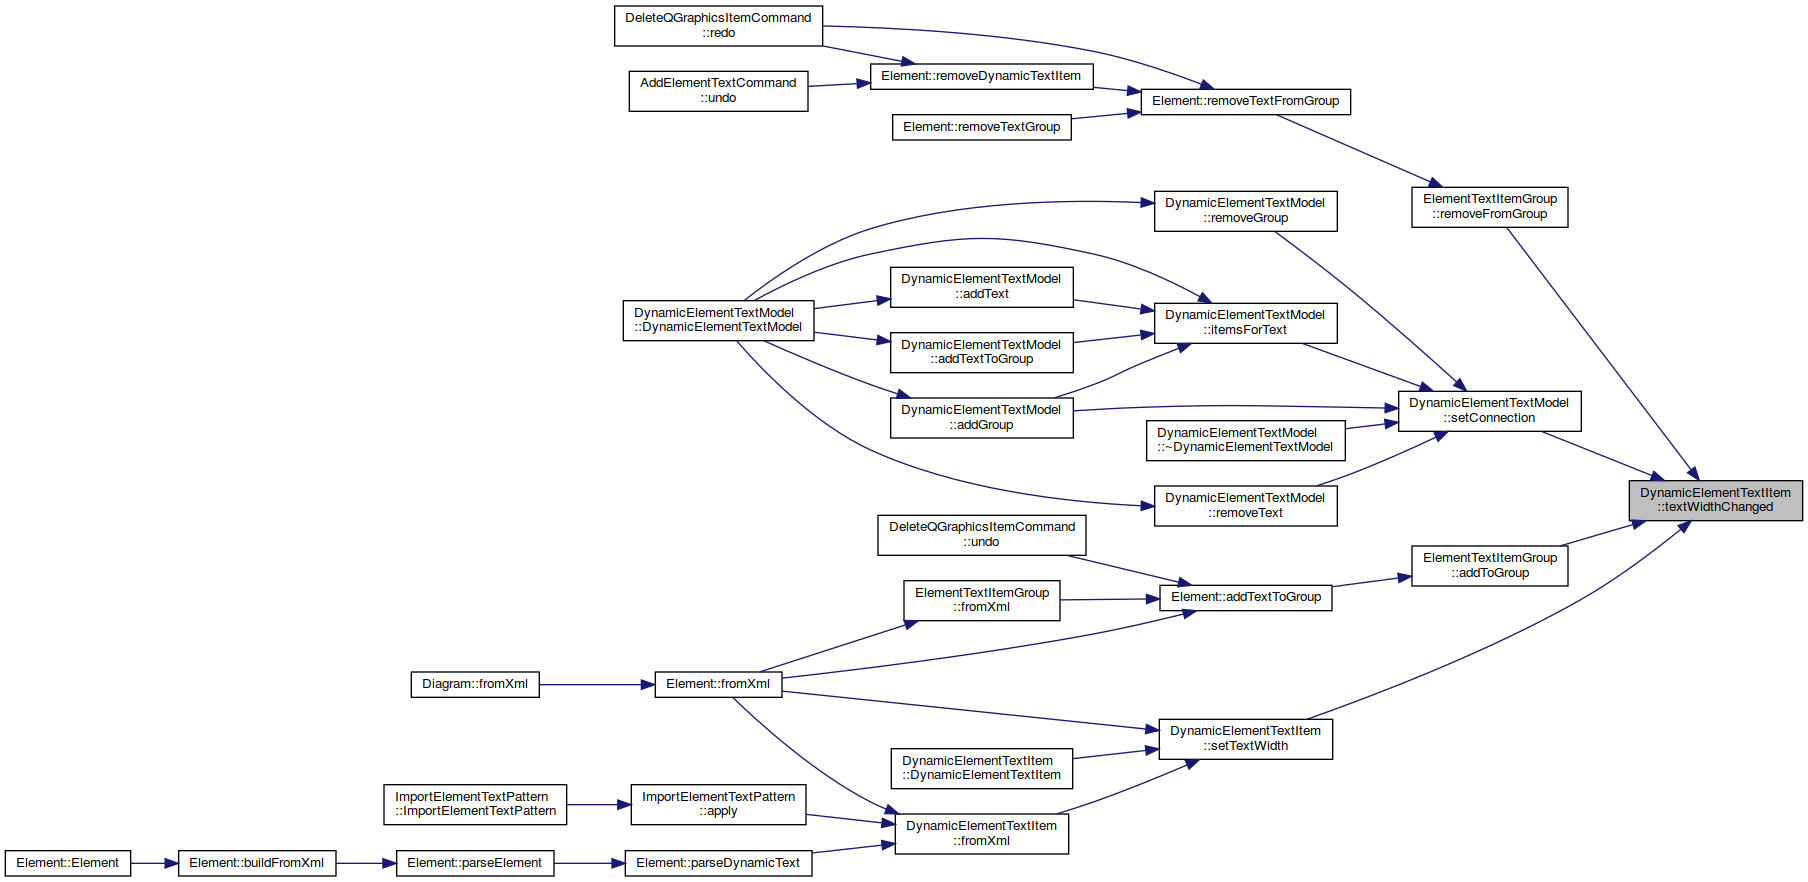 DeleteQGraphicsItemCommand
::redo
Element::removeDynamicTextItem
AddElementTextCommand
::undo
Element::removeTextFromGroup
Element::removeTextGroup
ElementTextItemGroup
::removeFromGroup
DynamicElementTextModel
::removeGroup
DynamicElementTextModel
::addText
DynamicElementTextModel
::DynamicElementTextModel
DynamicElementTextModel
::itemsForText
DynamicElementTextModel
::addTextToGroup
DynamicElementTextModel
::addGroup
DynamicElementTextModel
::setConnection
DynamicElementTextModel
::~DynamicElementTextModel
DynamicElementTextModel
::removeText
DynamicElementTextItem
::textWidthChanged
DeleteQGraphicsItemCommand
::undo
ElementTextItemGroup
::addToGroup
ElementTextItemGroup
::fromXml
Element::addTextToGroup
Diagram::fromXml
Element::fromXml
DynamicElementTextItem
::setTextWidth
DynamicElementTextItem
::DynamicElementTextItem
ImportElementTextPattern
::ImportElementTextPattern
ImportElementTextPattern
::apply
DynamicElementTextItem
::fromXml
Element::Element
Element::buildFromXml
Element::parseElement
Element::parseDynamicText